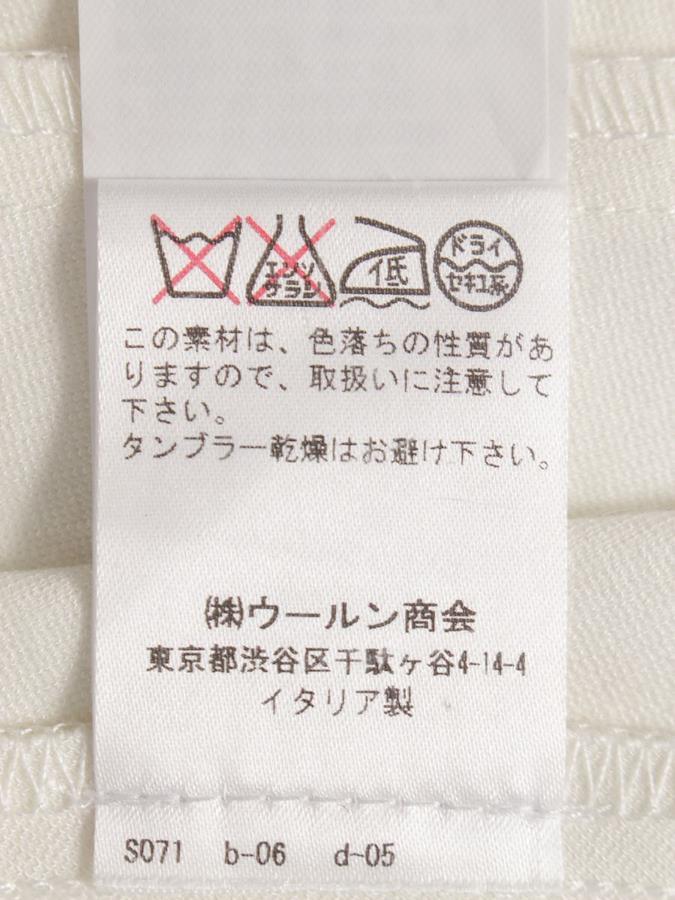 エンソ
サラシ
低
ドライ
セキユ系
この素材は、色落ちの性質があ
りますので、取扱いに注意して
下さい。
タンブラー乾燥はお避け下さい。
㈱ウールン商会
東京都渋谷区千駄ヶ谷4-14-4
イタリア製
S071 b-06 d-05